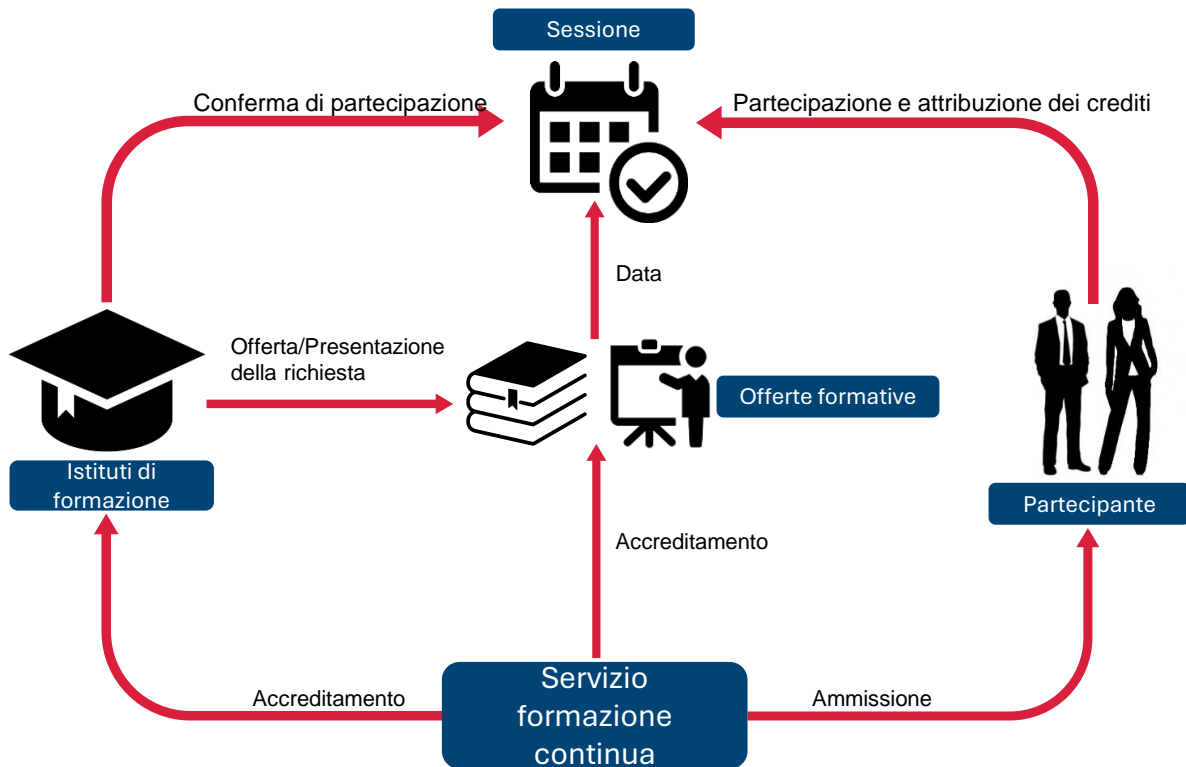 Sessione
Conferma di partecipazione
Partecipazione e attribuzione dei crediti
Data
Offerta/Presentazione
della richiesta
Offerte formative
Istituti di
formazione
Partecipante
Accreditamento
Accreditamento
Servizio
formazione
continua
Ammissione